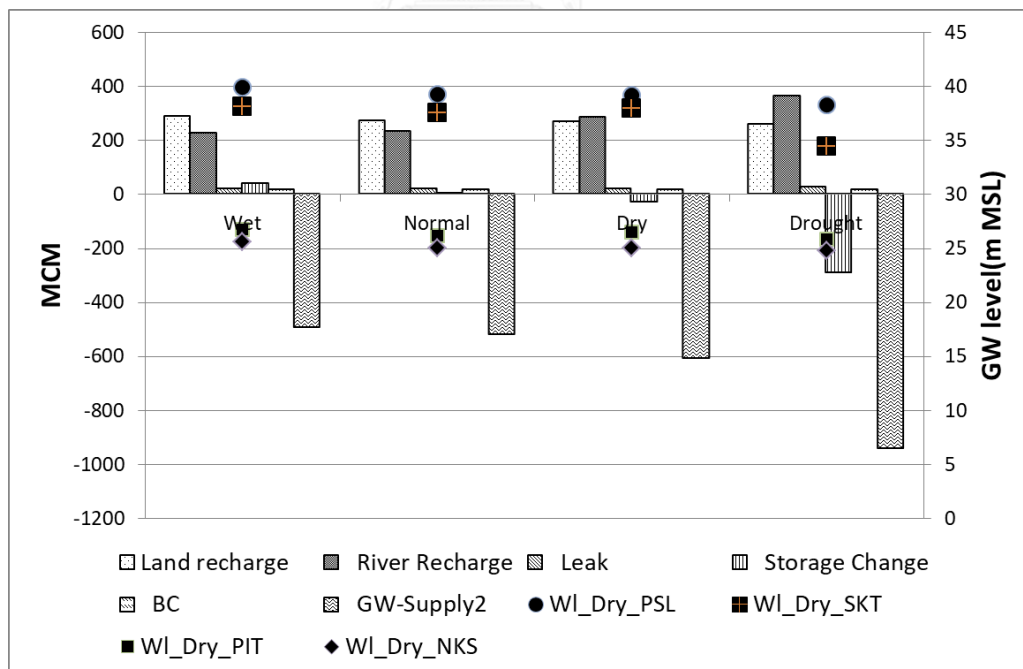 600
400
200
0
-200
-400
-600
-800
-1000
-1200
MCM
Wet
Normal
Dry
Drought
45
40
35
30
25
20
15
10
5
0
GW level(m MSL)
Land recharge River Recharge Leak Storage Change
BC GW-Supply2 Wl_Dry_PSL Wl_Dry_SKT
Wl_Dry_PIT Wl_Dry_NKS